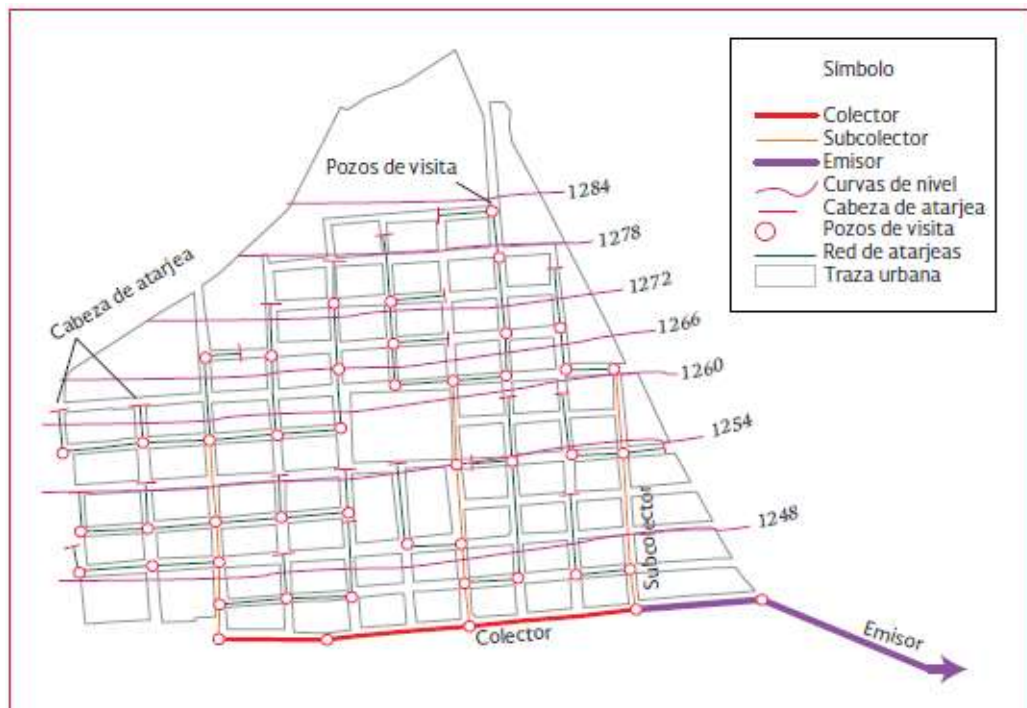 Símbolo
Colector
Subcolector
Emisor
Curvas de nivel
Cabeza de atarjea
Pozos de visita
Red de atarjeas
Traza urbana
Pozos de visita
1284
1278
1272
Cabeza de atarjea
1266
1260
1254
1248
Subcolector
Colector
Emisor